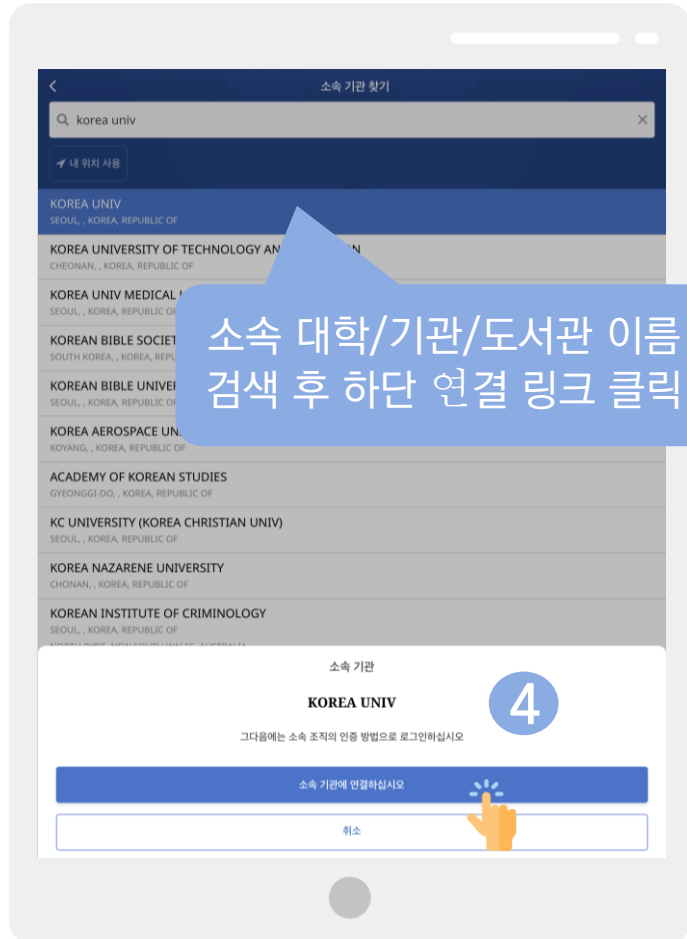 소속 기관 찾기
korea univ
내 위치 사용
KOREA UNIV
SEOUL, , KOREA, REPUBLIC OF
KOREA UNIVERSITY OF TECHNOLOGY AN
CHEONAN, , KOREA, REPUBLIC OF
KOREA UNIV MEDICAL
SEOUL, , KOREA, REPUBLIC OF
소속 대학/기관/도서관 이름
검색 후 하단 연결 링크 클릭
KOREAN BIBLE SOCIET
SOUTH KOREA, , KOREA, REPU
KOREAN BIBLE UNIVER
SEOUL, , KOREA, REPUBLIC OF
KOREA AEROSPACE UN
KOYANG, , KOREA, REPUBLIC OF
ACADEMY OF KOREAN STUDIES
GYEONGGI-DO, , KOREA, REPUBLIC OF
KC UNIVERSITY (KOREA CHRISTIAN UNIV)
SEOUL, , KOREA, REPUBLIC OF
KOREA NAZARENE UNIVERSITY
CHONAN, , KOREA, REPUBLIC OF
KOREAN INSTITUTE OF CRIMINOLOGY
SEOUL, , KOREA, REPUBLIC OF
소속 기관
KOREA UNIV
4
그다음에는 소속 조직의 인증 방법으로 로그인하십시오
소속 기관에 연결하십시오
취소